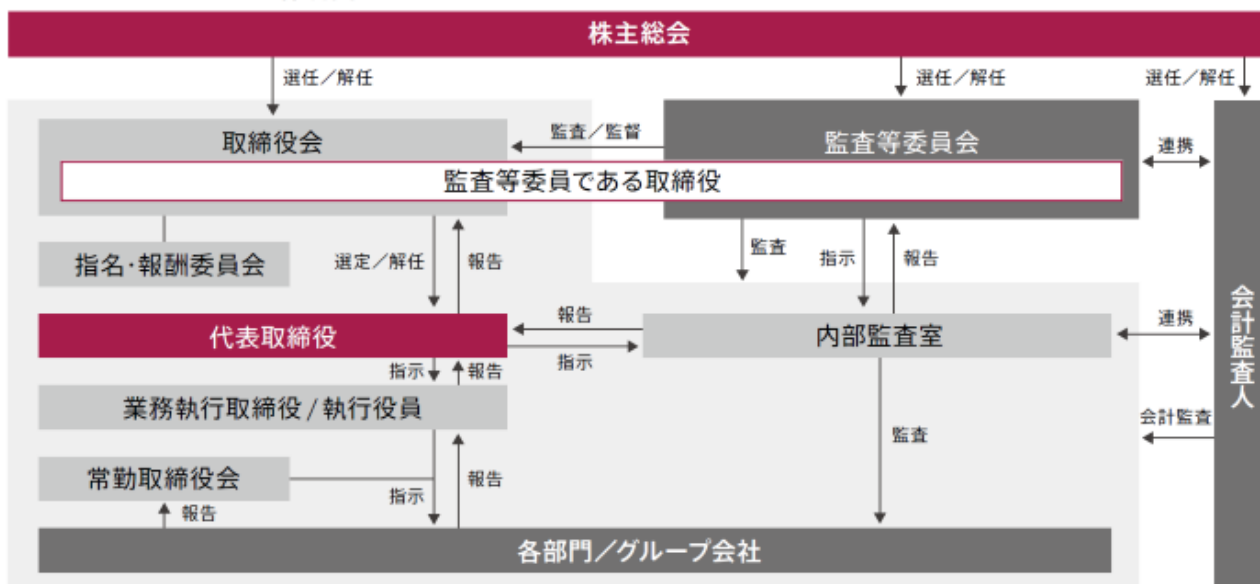 株主総会
選任／解任
選任／解任
選任／解任
取締役会
監査／監督
監査等委員会
連携
監査等委員である取締役
指名・報酬委員会
選定／解任
報告
監査
指示
報告
代表取締役
報告
指示
内部監査室
連携
会計監査人
指示
報告
業務執行取締役 / 執行役員
会計監査
監査
常勤取締役会
指示
報告
報告
各部門／グループ会社